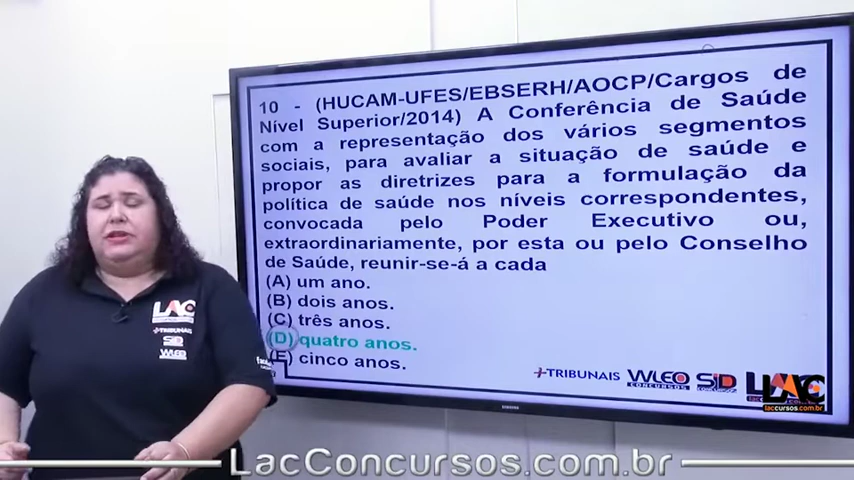 10 - (HUCAM-UFES/EBSERH/AOCP/Cargos de
Nível Superior/2014) A Conferência de Saúde
com a representação dos vários segmentos
sociais, para avaliar a situação de saúde e
propor as diretrizes para a formulação da
política de saúde nos níveis correspondentes,
convocada pelo Poder Executivo ou,
extraordinariamente, por esta ou pelo Conselho
de Saúde, reunir-se-á a cada
(A) um ano.
(B) dois anos.
(C) três anos.
(D) quatro anos.
(E) cinco anos.
+TRIBUNAIS WLEO CONCURSOS SID LAC
LAC
LACCONCURSOS.COM.BR
SAMSUNG
LAC
+TRIBUNAIS
SID
WLEO
LacConcursos.com.br